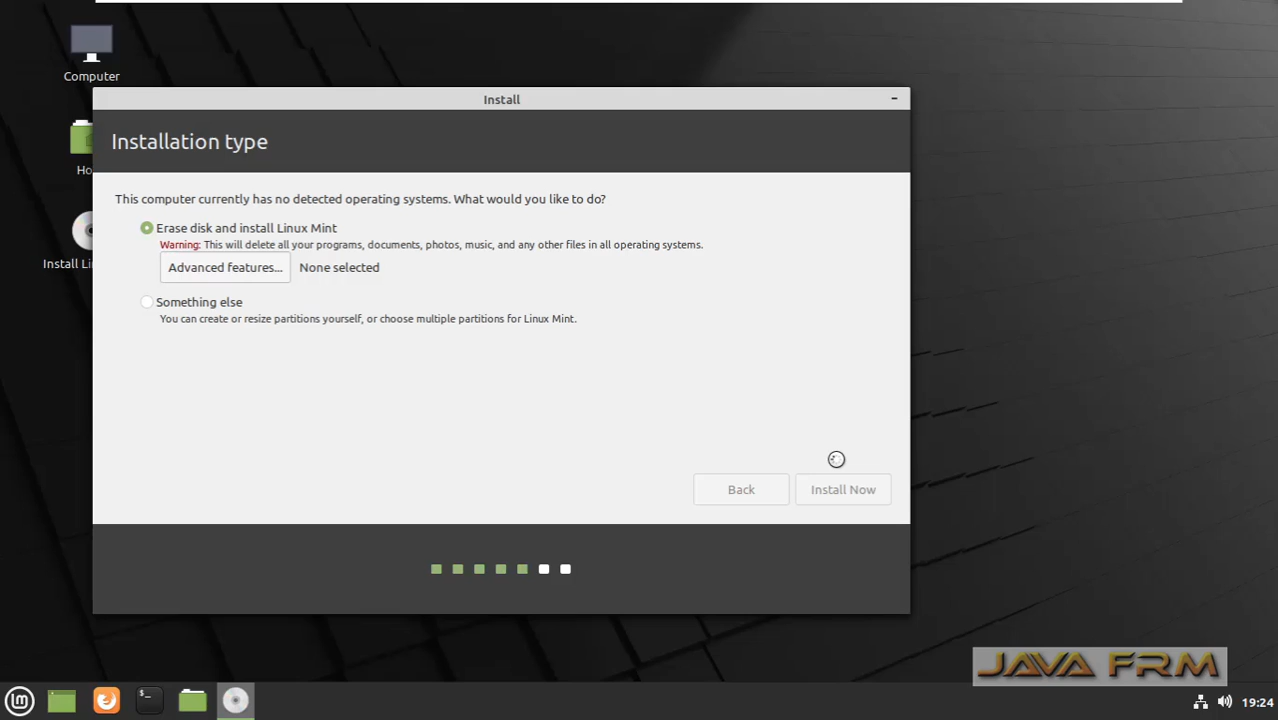 Computer
Install
Installation type
Ho
This computer currently has no detected operating systems. What would you like to do?
Erase disk and install Linux Mint
Warning: This will delete all your programs, documents, photos, music, and any other files in all operating systems.
Install Li
Advanced features...
None selected
Something else
You can create or resize partitions yourself, or choose multiple partitions for Linux Mint.
Back
Install Now
JAVA FRM
$_
19:24